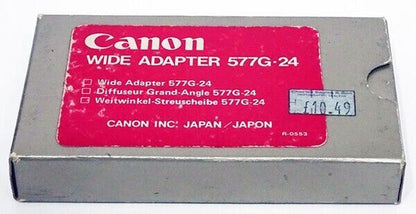 Canon
WIDE ADAPTER 577G-24
□ Wide Adapter 577G-24
□ Diffuseur Grand-Angle 577G-24
□ Weitwinkel-Streuscheibe 577G-24
£10.49
CANON INC. JAPAN/JAPON
R-0553